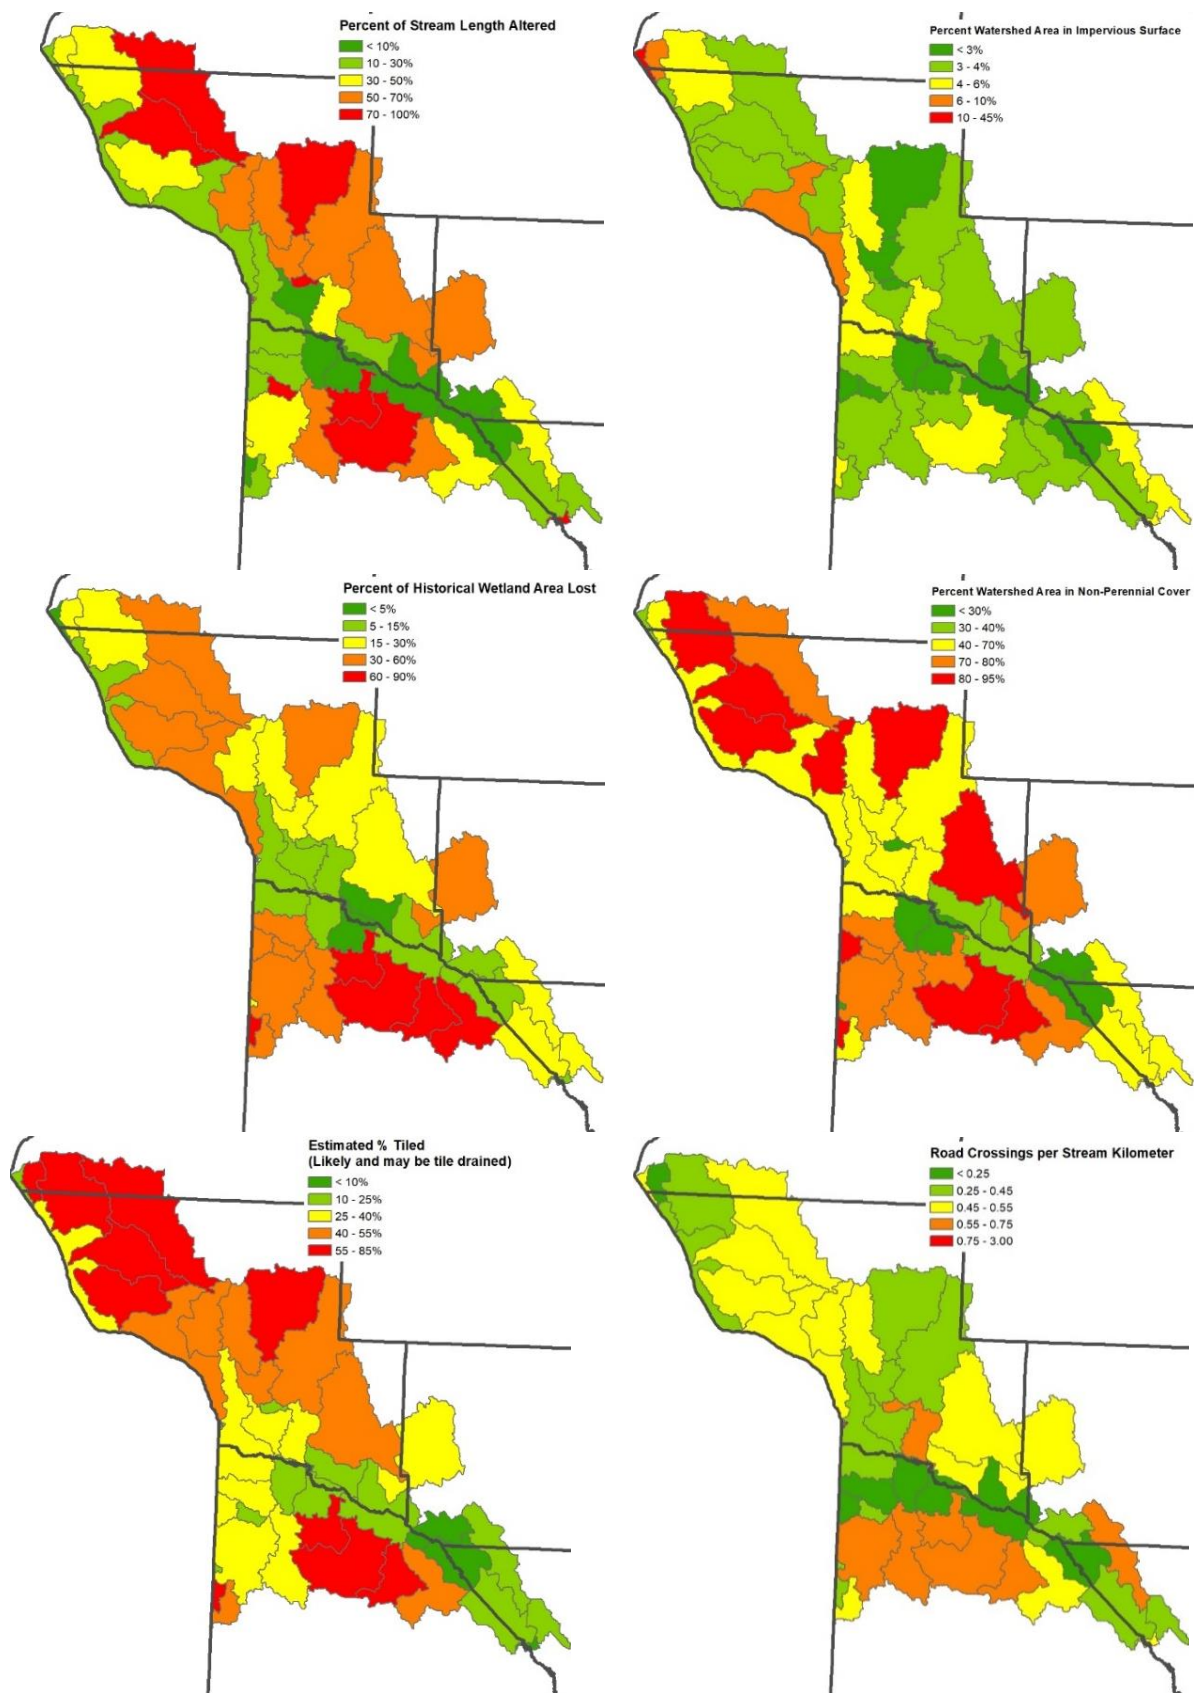 Percent of Stream Length Altered
< 10%
10 - 30%
30 - 50%
50 - 70%
70 - 100%
Percent Watershed Area in Impervious Surface
< 3%
3 - 4%
4 - 6%
6 - 10%
10 - 45%
Percent of Historical Wetland Area Lost
< 5%
5 - 15%
15 - 30%
30 - 60%
60 - 90%
Percent Watershed Area in Non-Perennial Cover
< 30%
30 - 40%
40 - 70%
70 - 80%
80 - 95%
Estimated % Tiled
(Likely and may be tile drained)
< 10%
10 - 25%
25 - 40%
40 - 55%
55 - 85%
Road Crossings per Stream Kilometer
< 0.25
0.25 - 0.45
0.45 - 0.55
0.55 - 0.75
0.75 - 3.00